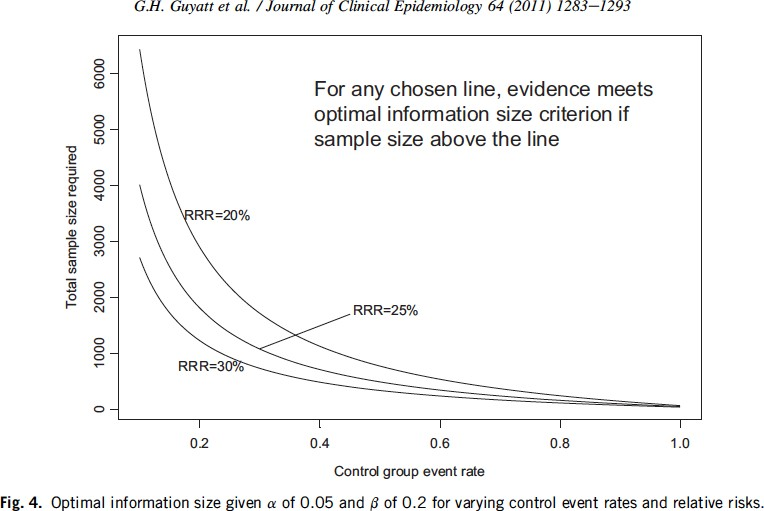 G.H. Guyatt et al. / Journal of Clinical Epidemiology 64 (2011) 1283–1293
For any chosen line, evidence meets
optimal information size criterion if
sample size above the line
6000
5000
4000
3000
2000
1000
0
Total sample size required
RRR=20%
RRR=25%
RRR=30%
0.2 0.4 0.6 0.8 1.0
Control group event rate
Fig. 4. Optimal information size given α of 0.05 and β of 0.2 for varying control event rates and relative risks.